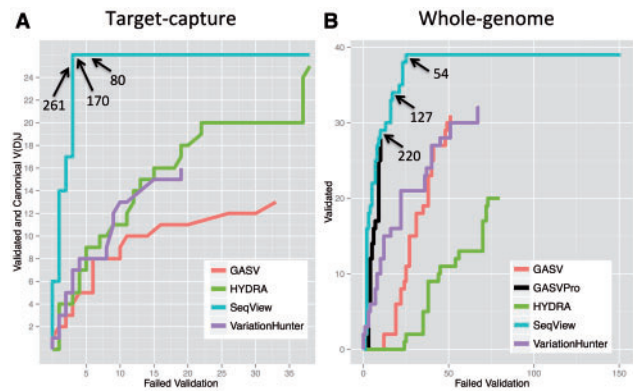 Target-capture
Whole-genome
A
Validated and Canonical V(D)J
24
22
20
18
16
14
12
10
8
6
4
2
261
170
80
GASV
HYDRA
SeqView
VariationHunter
5
10
15
20
25
30
35
Failed Validation
B
Validated
40
30
20
10
0
54
127
220
GASV
GASVPro
HYDRA
SeqView
VariationHunter
0
50
100
150
Failed Validation